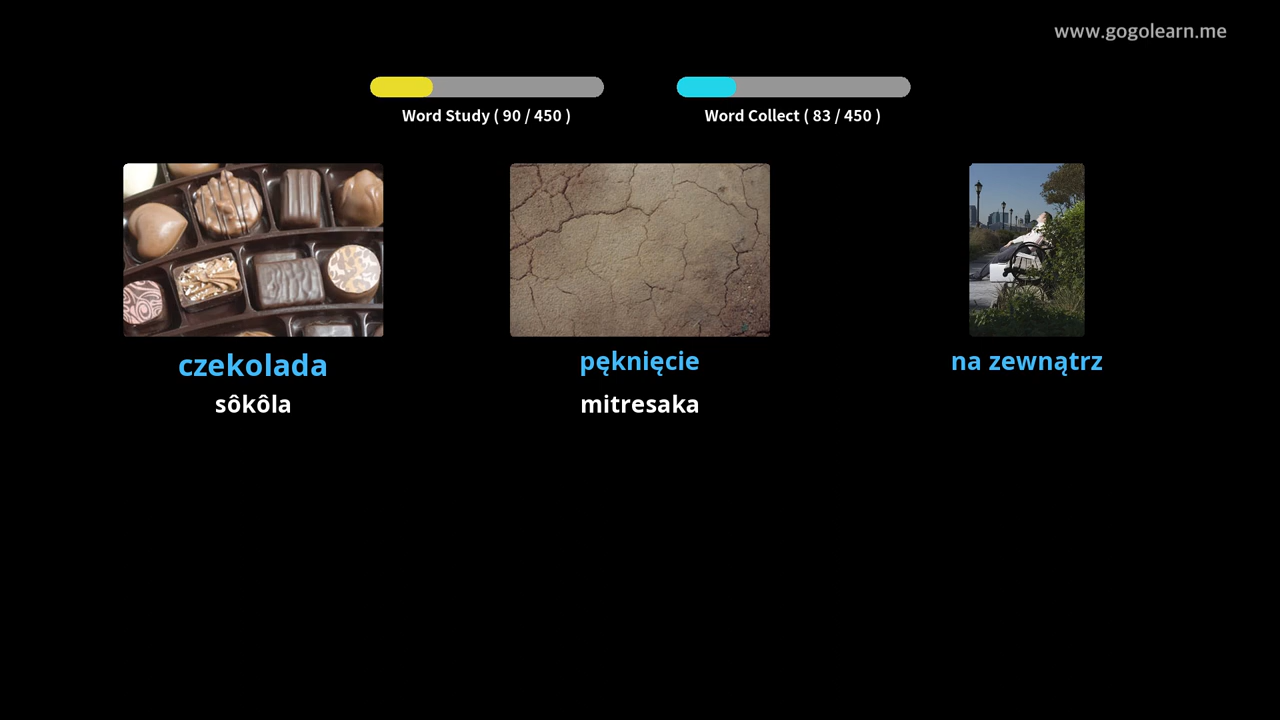 www.gogolearn.me
Word Study ( 90 / 450 )
Word Collect ( 83 / 450 )
czekolada
sôkôla
pęknięcie
mitresaka
na zewnątrz